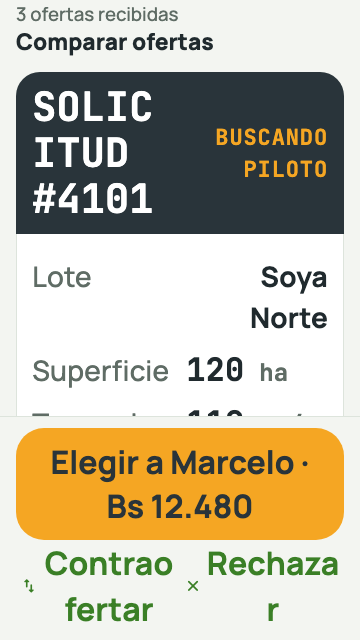 3 ofertas recibidas
Comparar ofertas
SOLIC
ITUD
#4101
BUSCANDO
PILOTO
Lote
Soya
Norte
Superficie 120 ha
Elegir a Marcelo ·
Bs 12.480
Contrao
fertar
Rechaza
r